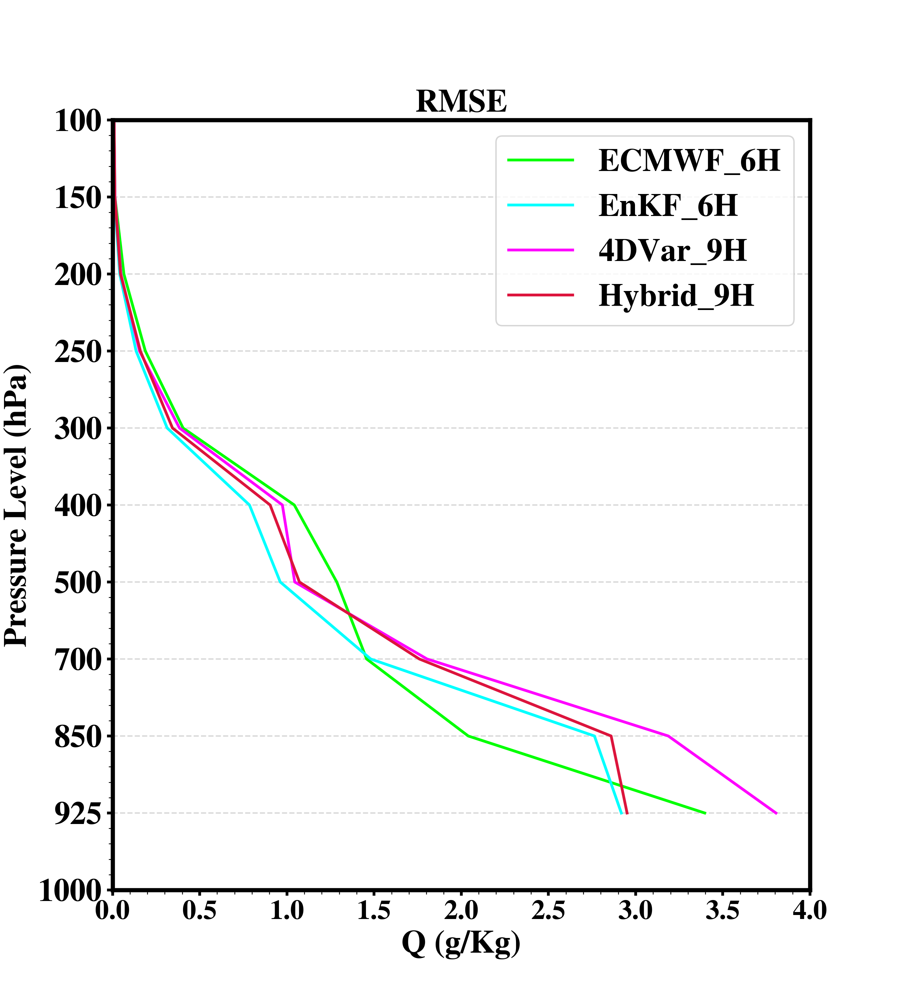 RMSE
100
150
200
250
300
400
500
700
850
925
1000
Pressure Level (hPa)
ECMWF_6H
EnKF_6H
4DVar_9H
Hybrid_9H
0.0 0.5 1.0 1.5 2.0 2.5 3.0 3.5 4.0
Q (g/Kg)